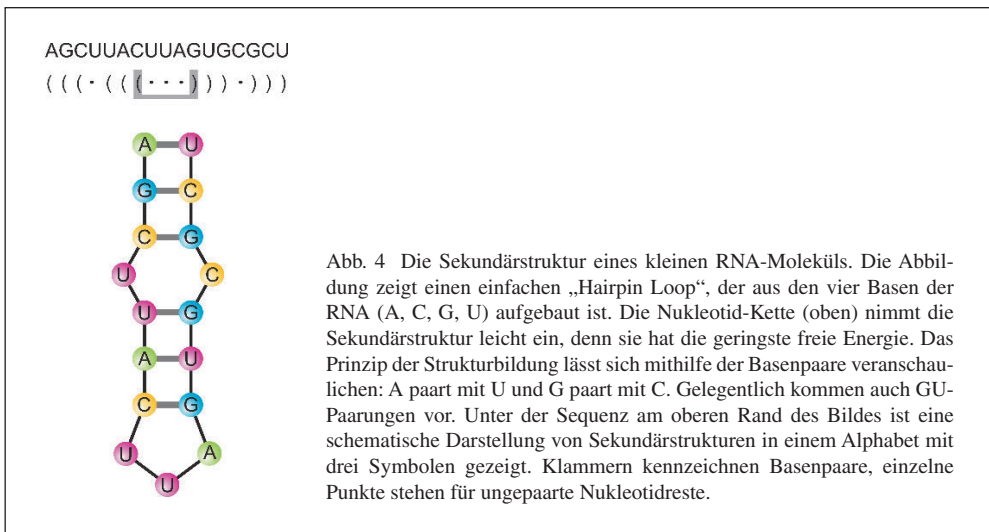 AGCUUACUUAGUGCGCU
( ( ( · ( ( ( · · · ) ) ) · ) ) )
A U
G C
C G
U C
U G
A U
C G
U A
U
Abb. 4 Die Sekundärstruktur eines kleinen RNA-Moleküls. Die Abbil-
dung zeigt einen einfachen „Hairpin Loop“, der aus den vier Basen der
RNA (A, C, G, U) aufgebaut ist. Die Nukleotid-Kette (oben) nimmt die
Sekundärstruktur leicht ein, denn sie hat die geringste freie Energie. Das
Prinzip der Strukturbildung lässt sich mithilfe der Basenpaare veranschau-
lichen: A paart mit U und G paart mit C. Gelegentlich kommen auch GU-
Paarungen vor. Unter der Sequenz am oberen Rand des Bildes ist eine
schematische Darstellung von Sekundärstrukturen in einem Alphabet mit
drei Symbolen gezeigt. Klammern kennzeichnen Basenpaare, einzelne
Punkte stehen für ungepaarte Nukleotidreste.